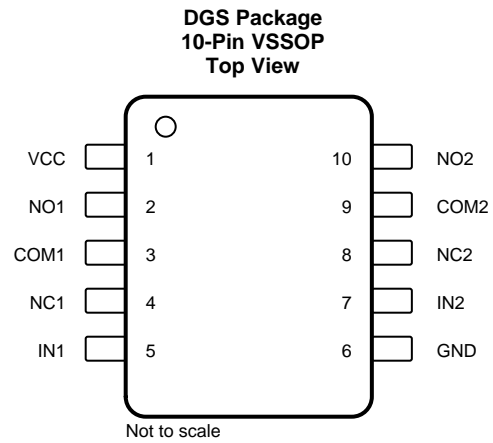 DGS Package
10-Pin VSSOP
Top View
VCC 1 10 NO2
NO1 2 9 COM2
COM1 3 8 NC2
NC1 4 7 IN2
IN1 5 6 GND
Not to scale